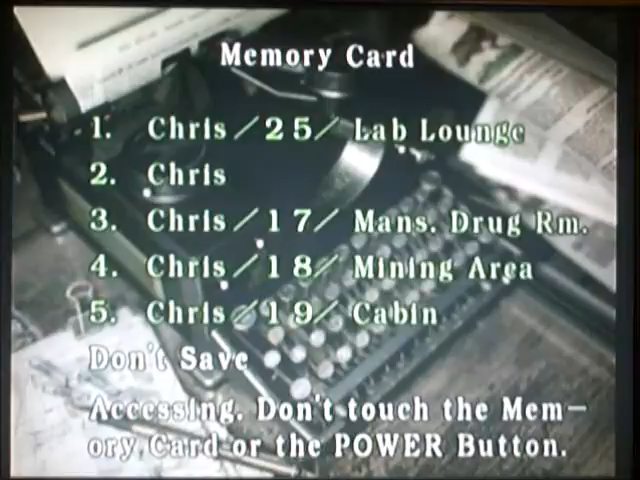 Memory Card
1. Chris/25/Lab Lounge
2. Chris
3. Chris/17/Mans. Drug Rm.
4. Chris/18/Mining Area
5. Chris/19/Cabin
Don't Save
Accessing. Don't touch the Mem-
ory Card or the POWER Button.